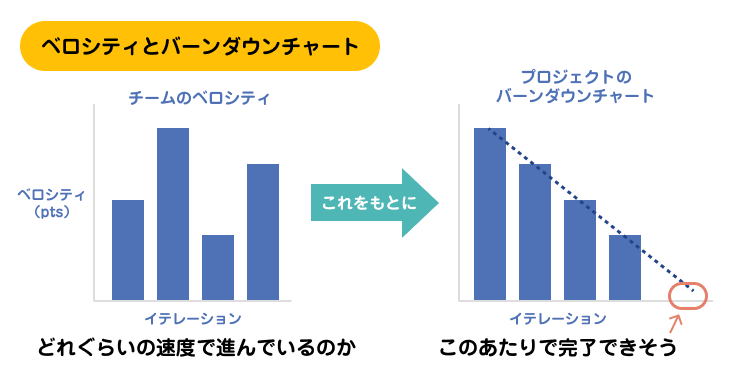 ベロシティとバーンダウンチャート
チームのベロシティ
ベロシティ
(pts)
イテレーション
どれぐらいの速度で進んでいるのか
これをもとに
プロジェクトの
バーンダウンチャート
イテレーション
このあたりで完了できそう